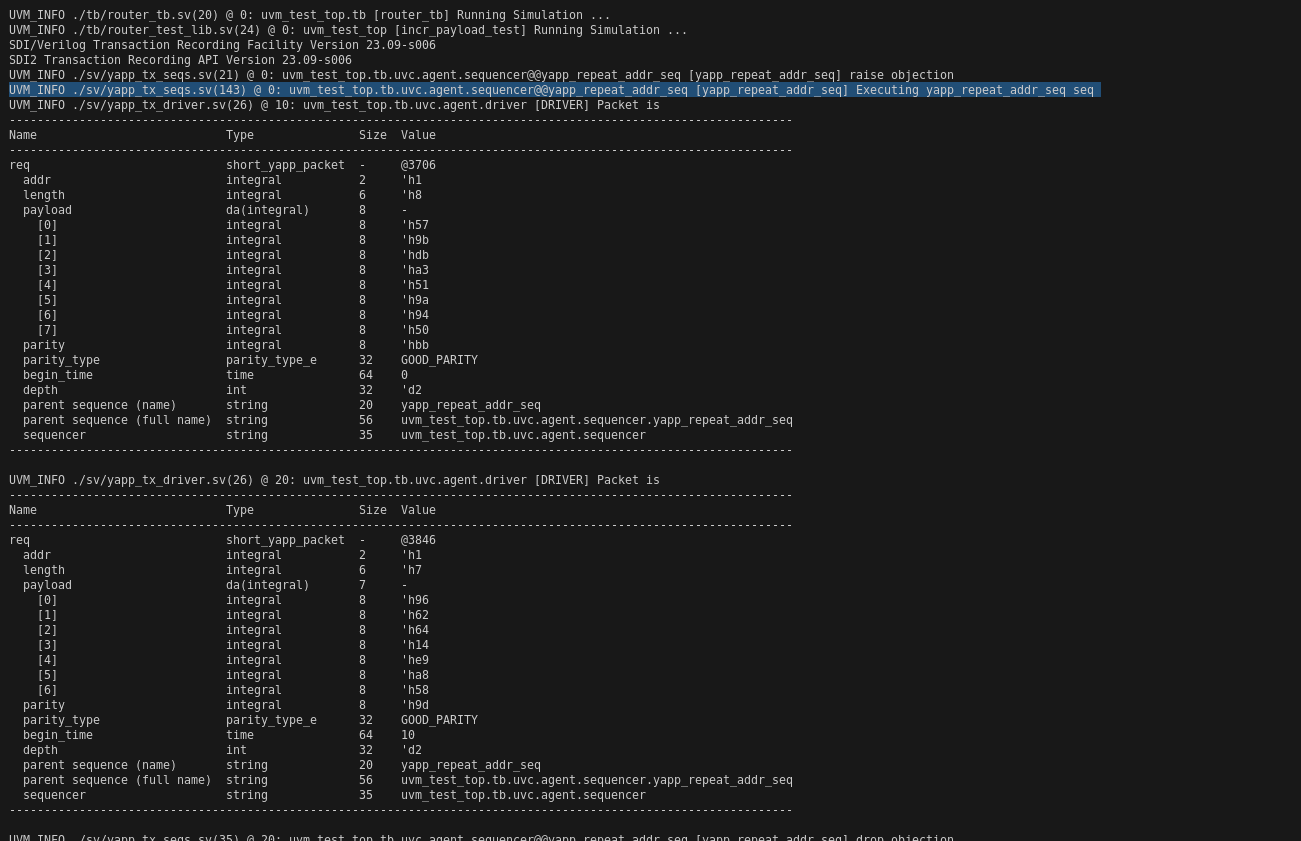 UVM_INFO ./tb/router_tb.sv(20) @ 0: uvm_test_top.tb [router_tb] Running Simulation ...
UVM_INFO ./tb/router_test_lib.sv(24) @ 0: uvm_test_top [incr_payload_test] Running Simulation ...
SDI/Verilog Transaction Recording Facility Version 23.09-s006
SDI2 Transaction Recording API Version 23.09-s006
UVM_INFO ./sv/yapp_tx_seqs.sv(21) @ 0: uvm_test_top.tb.uvc.agent.sequencer@@yapp_repeat_addr_seq [yapp_repeat_addr_seq] raise objection
UVM_INFO ./sv/yapp_tx_seqs.sv(143) @ 0: uvm_test_top.tb.uvc.agent.sequencer@@yapp_repeat_addr_seq [yapp_repeat_addr_seq] Executing yapp_repeat_addr_seq seq
UVM_INFO ./sv/yapp_tx_driver.sv(26) @ 10: uvm_test_top.tb.uvc.agent.driver [DRIVER] Packet is
----------------------------------------------------------------------------------------------------------------
Name                           Type               Size  Value
----------------------------------------------------------------------------------------------------------------
req                            short_yapp_packet  -     @3706
  addr                         integral           2     'h1
  length                       integral           6     'h8
  payload                      da(integral)       8     -
    [0]                        integral           8     'h57
    [1]                        integral           8     'h9b
    [2]                        integral           8     'hdb
    [3]                        integral           8     'ha3
    [4]                        integral           8     'h51
    [5]                        integral           8     'h9a
    [6]                        integral           8     'h94
    [7]                        integral           8     'h50
  parity                       integral           8     'hbb
  parity_type                  parity_type_e      32    GOOD_PARITY
  begin_time                   time               64    0
  depth                        int                32    'd2
  parent sequence (name)       string             20    yapp_repeat_addr_seq
  parent sequence (full name)  string             56    uvm_test_top.tb.uvc.agent.sequencer.yapp_repeat_addr_seq
  sequencer                    string             35    uvm_test_top.tb.uvc.agent.sequencer
----------------------------------------------------------------------------------------------------------------
UVM_INFO ./sv/yapp_tx_driver.sv(26) @ 20: uvm_test_top.tb.uvc.agent.driver [DRIVER] Packet is
----------------------------------------------------------------------------------------------------------------
Name                           Type               Size  Value
----------------------------------------------------------------------------------------------------------------
req                            short_yapp_packet  -     @3846
  addr                         integral           2     'h1
  length                       integral           6     'h7
  payload                      da(integral)       7     -
    [0]                        integral           8     'h96
    [1]                        integral           8     'h62
    [2]                        integral           8     'h64
    [3]                        integral           8     'h14
    [4]                        integral           8     'he9
    [5]                        integral           8     'ha8
    [6]                        integral           8     'h58
  parity                       integral           8     'h9d
  parity_type                  parity_type_e      32    GOOD_PARITY
  begin_time                   time               64    10
  depth                        int                32    'd2
  parent sequence (name)       string             20    yapp_repeat_addr_seq
  parent sequence (full name)  string             56    uvm_test_top.tb.uvc.agent.sequencer.yapp_repeat_addr_seq
  sequencer                    string             35    uvm_test_top.tb.uvc.agent.sequencer
----------------------------------------------------------------------------------------------------------------
UVM_INFO ./sv/yapp_tx_seqs.sv(35) @ 20: uvm_test_top.tb.uvc.agent.sequencer@@yapp_repeat_addr_seq [yapp_repeat_addr_seq] drop objection